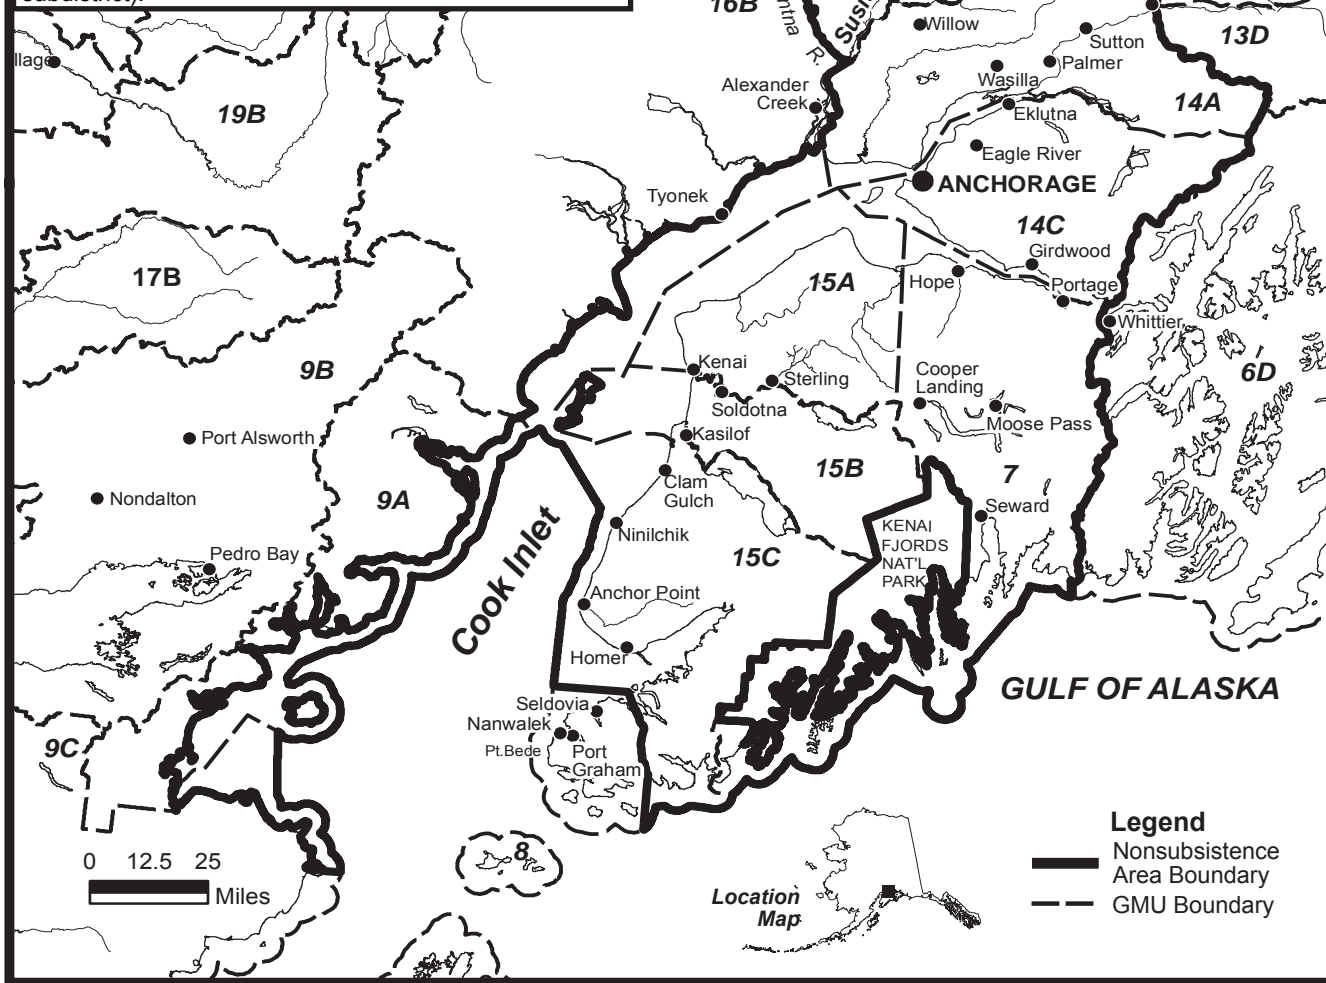 subdistrict).
16B
ntna
R.
Susi
Willow
Sutton
13D
Palmer
Wasilla
Alexander
Creek
14A
Eklutna
19B
Eagle River
ANCHORAGE
Tyonek
14C
Girdwood
17B
15A
Hope
Portage
Whittier
9B
Kenai
Sterling
Cooper
Landing
6D
Soldotna
Moose Pass
Port Alsworth
Kasilof
15B
7
Clam
Gulch
Nondalton
9A
Seward
Cook Inlet
Ninilchik
KENAI
FJORDS
NAT'L
PARK
Pedro Bay
15C
Anchor Point
Homer
GULF OF ALASKA
Seldovia
Nanwalek
9C
Pt.Bede
Port
Graham
8
Legend
Nonsubsistence
Area Boundary
GMU Boundary
0 12.5 25
Miles
Location
Map